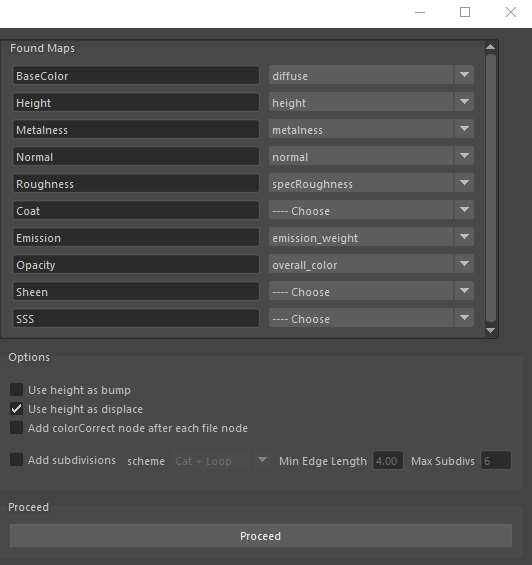 Found Maps
BaseColor diffuse
Height height
Metalness metalness
Normal normal
Roughness specRoughness
Coat ---- Choose
Emission emission_weight
Opacity overall_color
Sheen ---- Choose
SSS ---- Choose
Options
Use height as bump
Use height as displace
Add colorCorrect node after each file node
Add subdivisions scheme Cat + Loop Min Edge Length 4.00 Max Subdivs 6
Proceed
Proceed